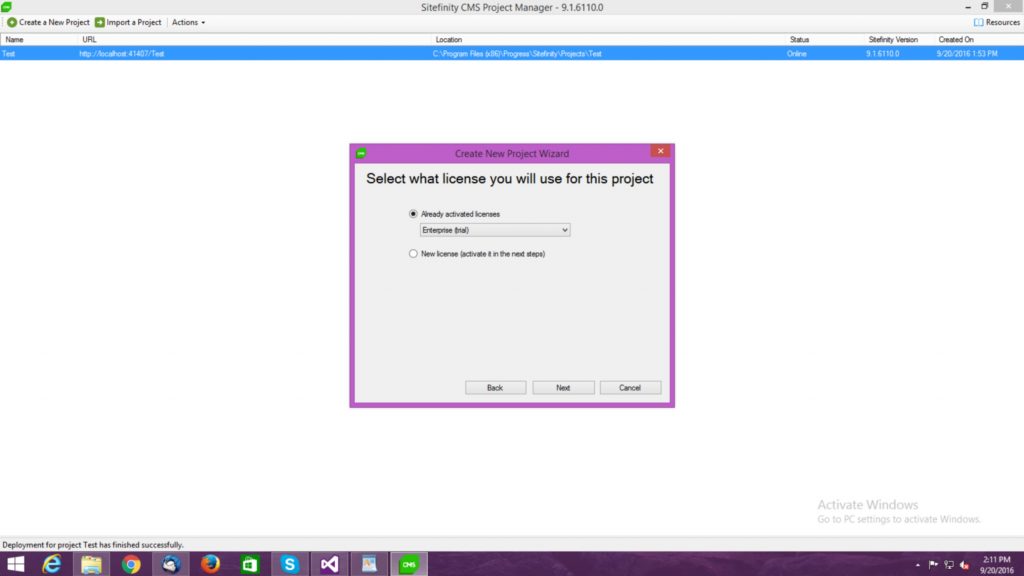 Sitefinity CMS Project Manager - 9.1.6110.0
Create a New Project Import a Project Actions Resources
Name URL Location Status Sitefinity Version Created On
Test http://localhost:41407/Test C:\Program Files (x86)\Progress\Sitefinity\Projects\Test Online 9.1.6110.0 9/20/2016 1:53 PM
Create New Project Wizard
Select what license you will use for this project
Already activated licenses
Enterprise (trial)
New license (activate it in the next steps)
Back Next Cancel
Activate Windows
Go to PC settings to activate Windows.
Deployment for project Test has finished successfully.
CMS
2:11 PM
9/20/2016